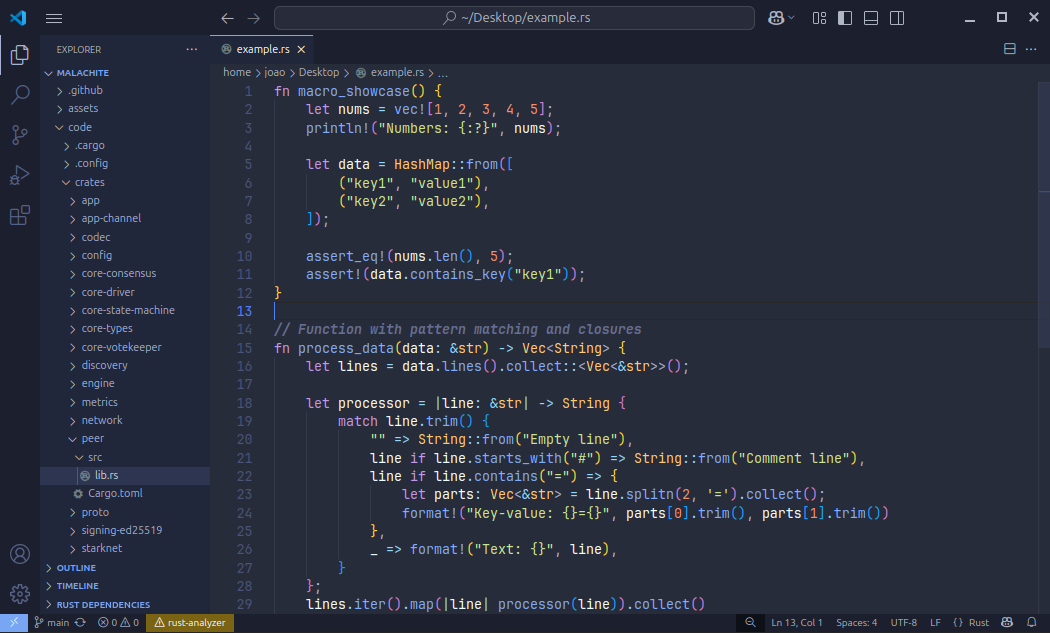 ~/Desktop/example.rs
EXPLORER
example.rs
MALACHITE
.github
assets
code
.cargo
.config
crates
app
app-channel
codec
config
core-consensus
core-driver
core-state-machine
core-types
core-votekeeper
discovery
engine
metrics
network
peer
src
lib.rs
Cargo.toml
proto
signing-ed25519
starknet
OUTLINE
TIMELINE
RUST DEPENDENCIES
home > joao > Desktop > example.rs > ...
1 fn macro_showcase() {
2     let nums = vec![1, 2, 3, 4, 5];
3     println!("Numbers: {:?}", nums);
4
5     let data = HashMap::from([
6         ("key1", "value1"),
7         ("key2", "value2"),
8     ]);
9
10     assert_eq!(nums.len(), 5);
11     assert!(data.contains_key("key1"));
12 }
13
14 // Function with pattern matching and closures
15 fn process_data(data: &str) -> Vec<String> {
16     let lines = data.lines().collect::<Vec<&str>>();
17
18     let processor = |line: &str| -> String {
19         match line.trim() {
20             "" => String::from("Empty line"),
21             line if line.starts_with("#") => String::from("Comment line"),
22             line if line.contains("=") => {
23                 let parts: Vec<&str> = line.splitn(2, '=').collect();
24                 format!("Key-value: {}={}", parts[0].trim(), parts[1].trim())
25             },
26             _ => format!("Text: {}", line),
27         }
28     };
29     lines.iter().map(|line| processor(line)).collect()
main
0
0
rust-analyzer
Ln 13, Col 1
Spaces: 4
UTF-8
LF
{} Rust